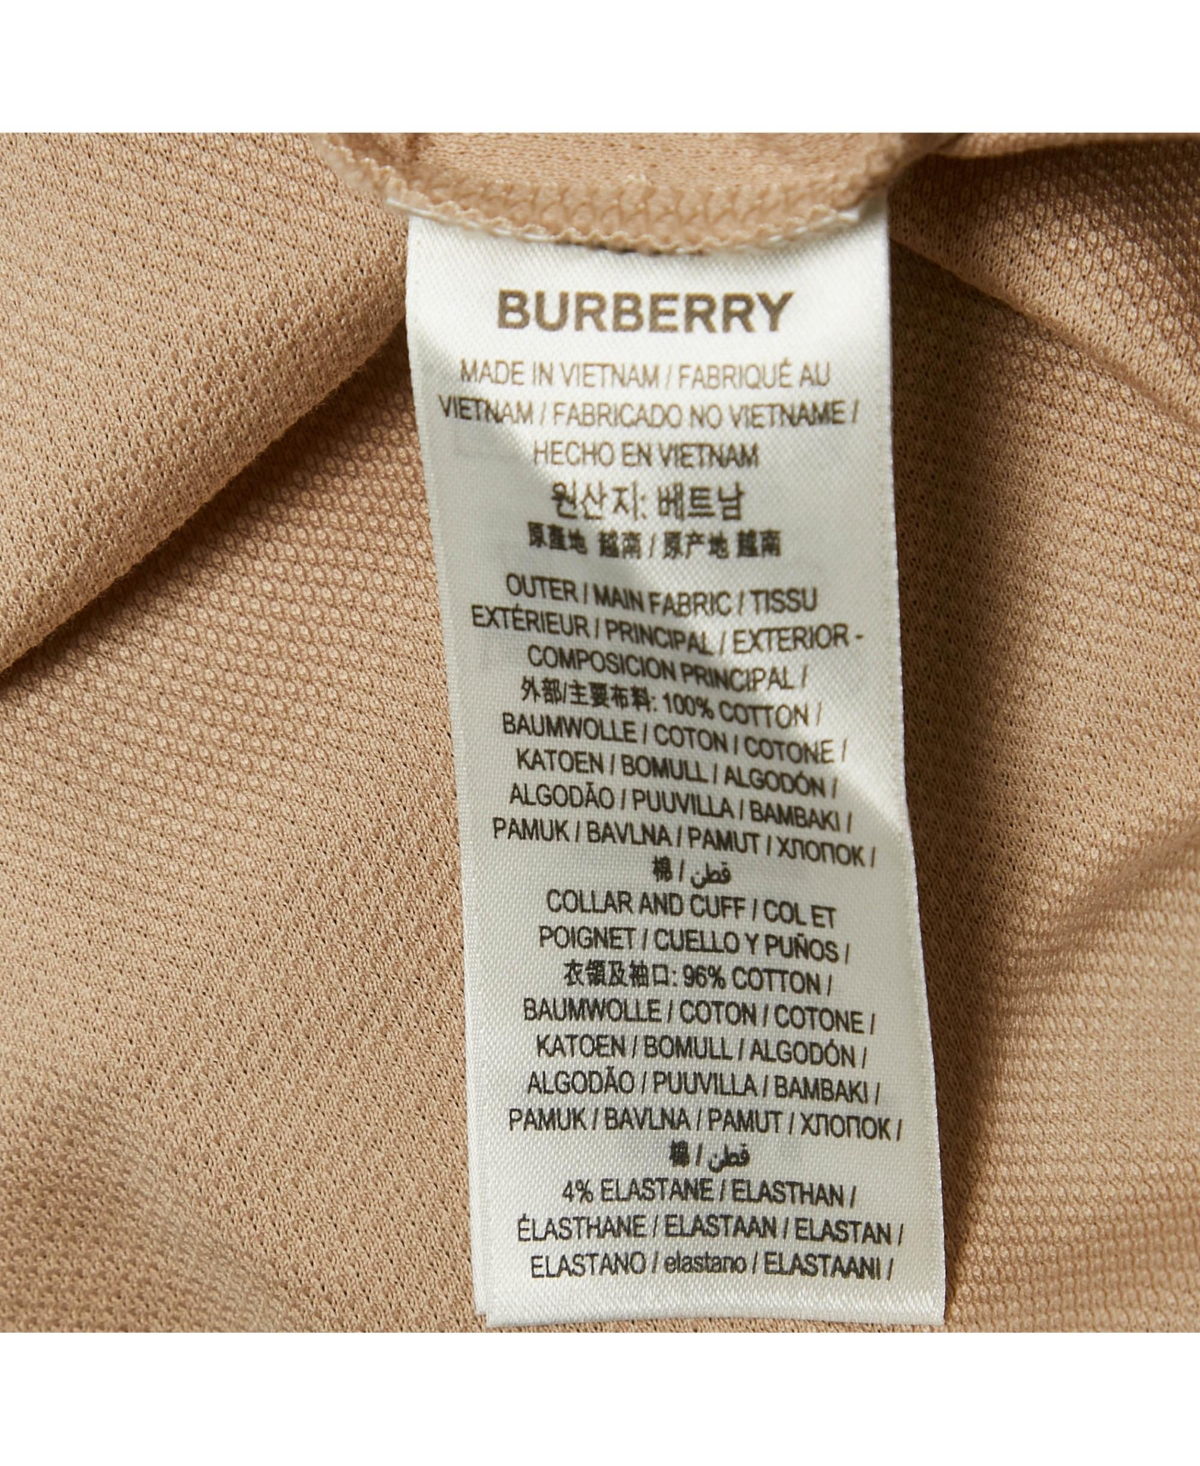 BURBERRY
MADE IN VIETNAM / FABRIQUÉ AU
VIETNAM / FABRICADO NO VIETNAME /
HECHO EN VIETNAM
원산지: 베트남
原產地 越南 / 原产地 越南
OUTER / MAIN FABRIC / TISSU
EXTÉRIEUR / PRINCIPAL / EXTERIOR -
COMPOSICION PRINCIPAL /
外部/主要布料: 100% COTTON /
BAUMWOLLE / COTON / COTONE /
KATOEN / BOMULL / ALGODÓN /
ALGODÃO / PUUVILLA / BAMBAKI /
PAMUK / BAVLNA / PAMUT / ХЛОПОК /
棉 / قطن
COLLAR AND CUFF / COL ET
POIGNET / CUELLO Y PUÑOS /
衣領及袖口: 96% COTTON /
BAUMWOLLE / COTON / COTONE /
KATOEN / BOMULL / ALGODÓN /
ALGODÃO / PUUVILLA / BAMBAKI /
PAMUK / BAVLNA / PAMUT / ХЛОПОК /
棉 / قطن
4% ELASTANE / ELASTHAN /
ÉLASTHANE / ELASTAAN / ELASTAN /
ELASTANO / elastano / ELASTAANI /